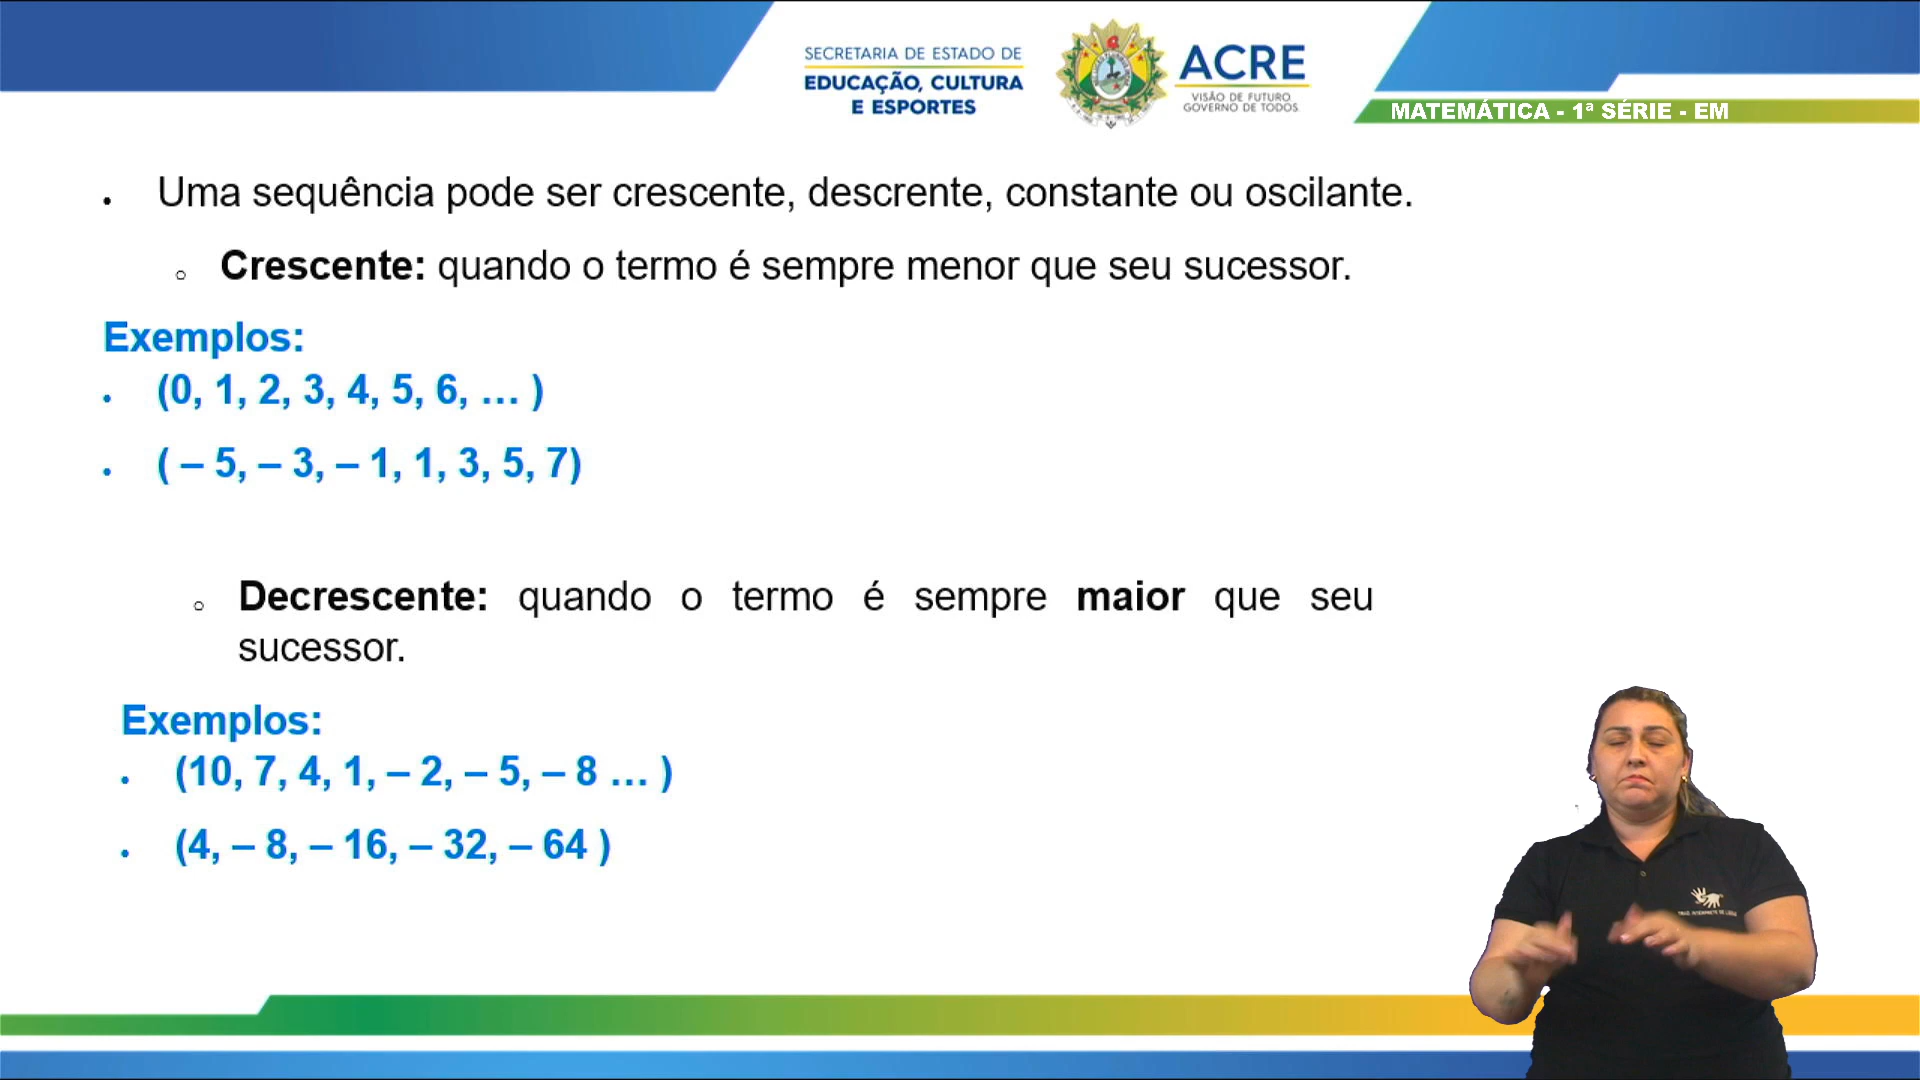 SECRETARIA DE ESTADO DE
EDUCAÇÃO, CULTURA
E ESPORTES
ACRE
VISÃO DE FUTURO
GOVERNO DE TODOS
MATEMÁTICA - 1ª SÉRIE - EM
• Uma sequência pode ser crescente, descrente, constante ou oscilante.
○ Crescente: quando o termo é sempre menor que seu sucessor.
Exemplos:
• (0, 1, 2, 3, 4, 5, 6, … )
• ( – 5, – 3, – 1, 1, 3, 5, 7)
○ Decrescente: quando o termo é sempre maior que seu
sucessor.
Exemplos:
• (10, 7, 4, 1, – 2, – 5, – 8 … )
• (4, – 8, – 16, – 32, – 64 )